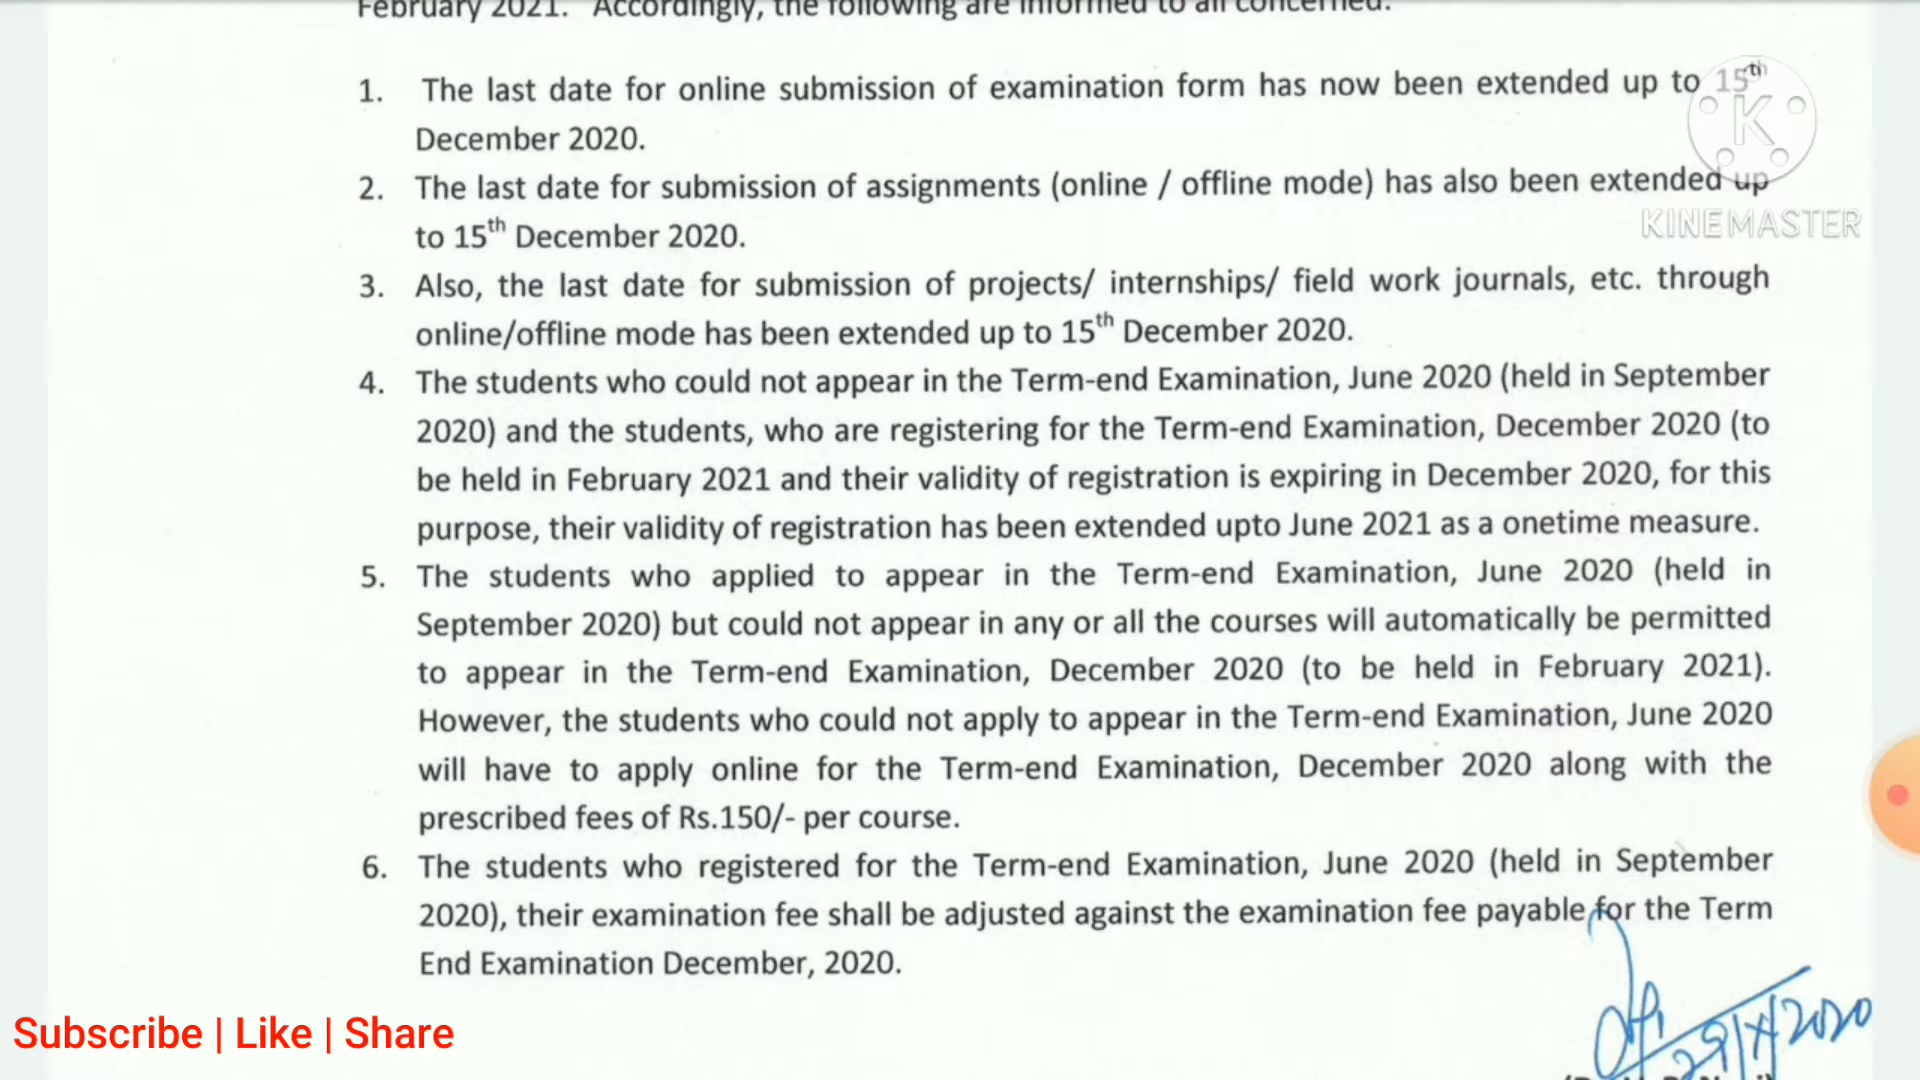 February 2021. Accordingly, the following are informed to all concerned.
1. The last date for online submission of examination form has now been extended up to 15th
December 2020.
2. The last date for submission of assignments (online / offline mode) has also been extended up
to 15th December 2020.
KINEMASTER
3. Also, the last date for submission of projects/ internships/ field work journals, etc. through
online/offline mode has been extended up to 15th December 2020.
4. The students who could not appear in the Term-end Examination, June 2020 (held in September
2020) and the students, who are registering for the Term-end Examination, December 2020 (to
be held in February 2021 and their validity of registration is expiring in December 2020, for this
purpose, their validity of registration has been extended upto June 2021 as a onetime measure.
5. The students who applied to appear in the Term-end Examination, June 2020 (held in
September 2020) but could not appear in any or all the courses will automatically be permitted
to appear in the Term-end Examination, December 2020 (to be held in February 2021).
However, the students who could not apply to appear in the Term-end Examination, June 2020
will have to apply online for the Term-end Examination, December 2020 along with the
prescribed fees of Rs.150/- per course.
6. The students who registered for the Term-end Examination, June 2020 (held in September
2020), their examination fee shall be adjusted against the examination fee payable for the Term
End Examination December, 2020.
2020
Subscribe | Like | Share